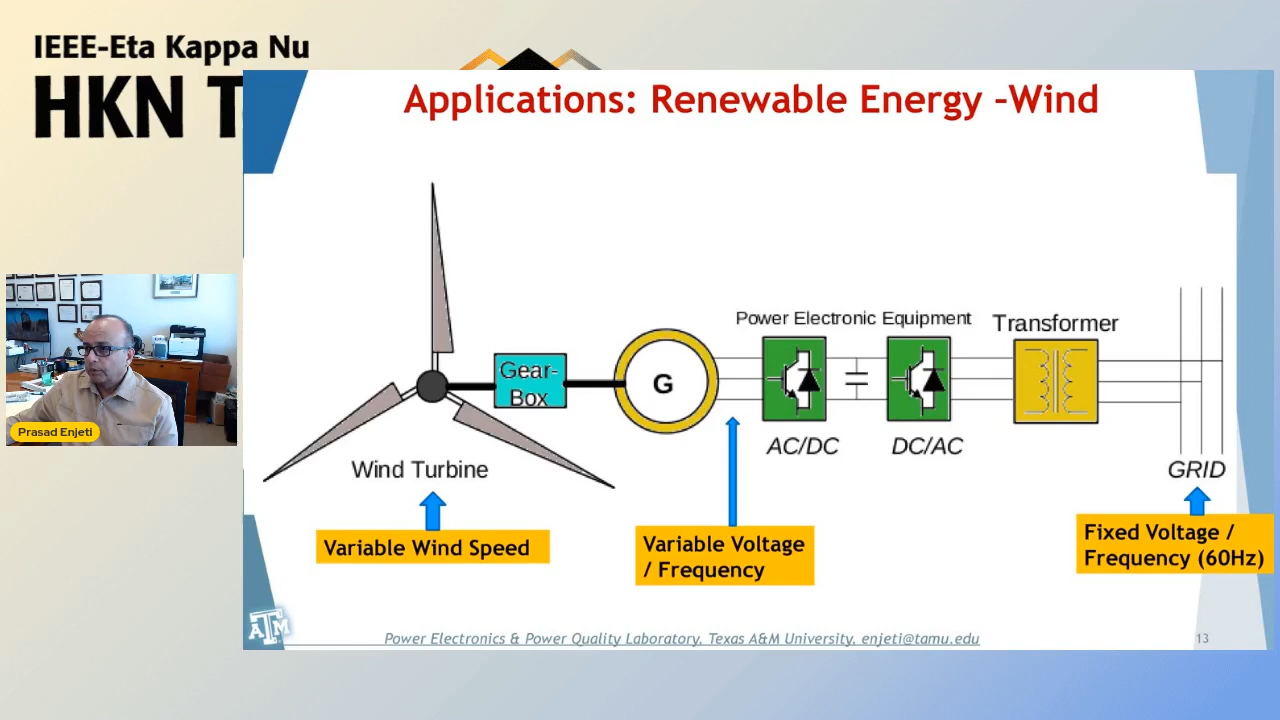 IEEE-Eta Kappa Nu
HKN T
Applications: Renewable Energy –Wind
Power Electronic Equipment
Transformer
Gear-
Box
G
AC/DC
DC/AC
Wind Turbine
GRID
Variable Wind Speed
Variable Voltage
/ Frequency
Fixed Voltage /
Frequency (60Hz)
Prasad Enjeti
ATM
Power Electronics & Power Quality Laboratory, Texas A&M University, enjeti@tamu.edu
13